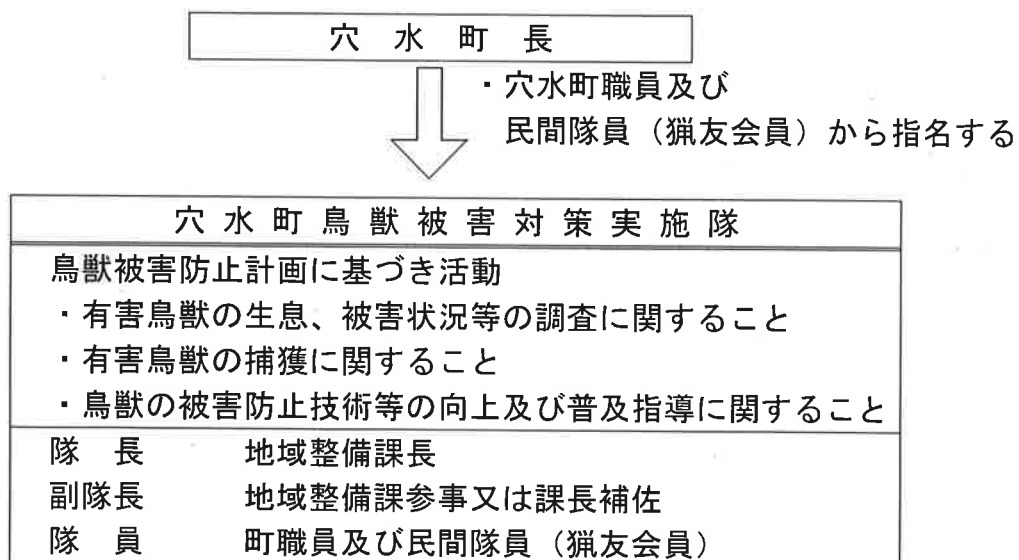 穴水町長
・穴水町職員及び
民間隊員（猟友会員）から指名する
穴水町鳥獣被害対策実施隊
鳥獣被害防止計画に基づき活動
・有害鳥獣の生息、被害状況等の調査に関すること
・有害鳥獣の捕獲に関すること
・鳥獣の被害防止技術等の向上及び普及指導に関すること
隊　長　　　地域整備課長
副隊長　　　地域整備課参事又は課長補佐
隊　員　　　町職員及び民間隊員（猟友会員）